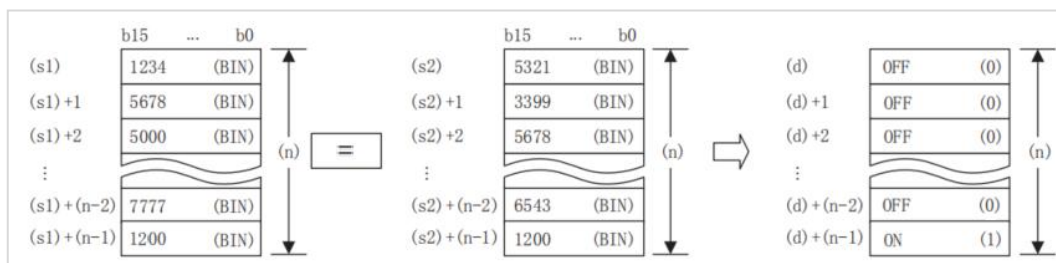 b15 ... b0 b15 ... b0
(s1) 1234 (BIN) (s2) 5321 (BIN) (d) OFF (0)
(s1)+1 5678 (BIN) (s2)+1 3399 (BIN) (d)+1 OFF (0)
(s1)+2 5000 (BIN) (s2)+2 5678 (BIN) (d)+2 OFF (0)
⋮ (n) = ⋮ (n) ⋮ (n)
(s1)+(n-2) 7777 (BIN) (s2)+(n-2) 6543 (BIN) (d)+(n-2) OFF (0)
(s1)+(n-1) 1200 (BIN) (s2)+(n-1) 1200 (BIN) (d)+(n-1) ON (1)